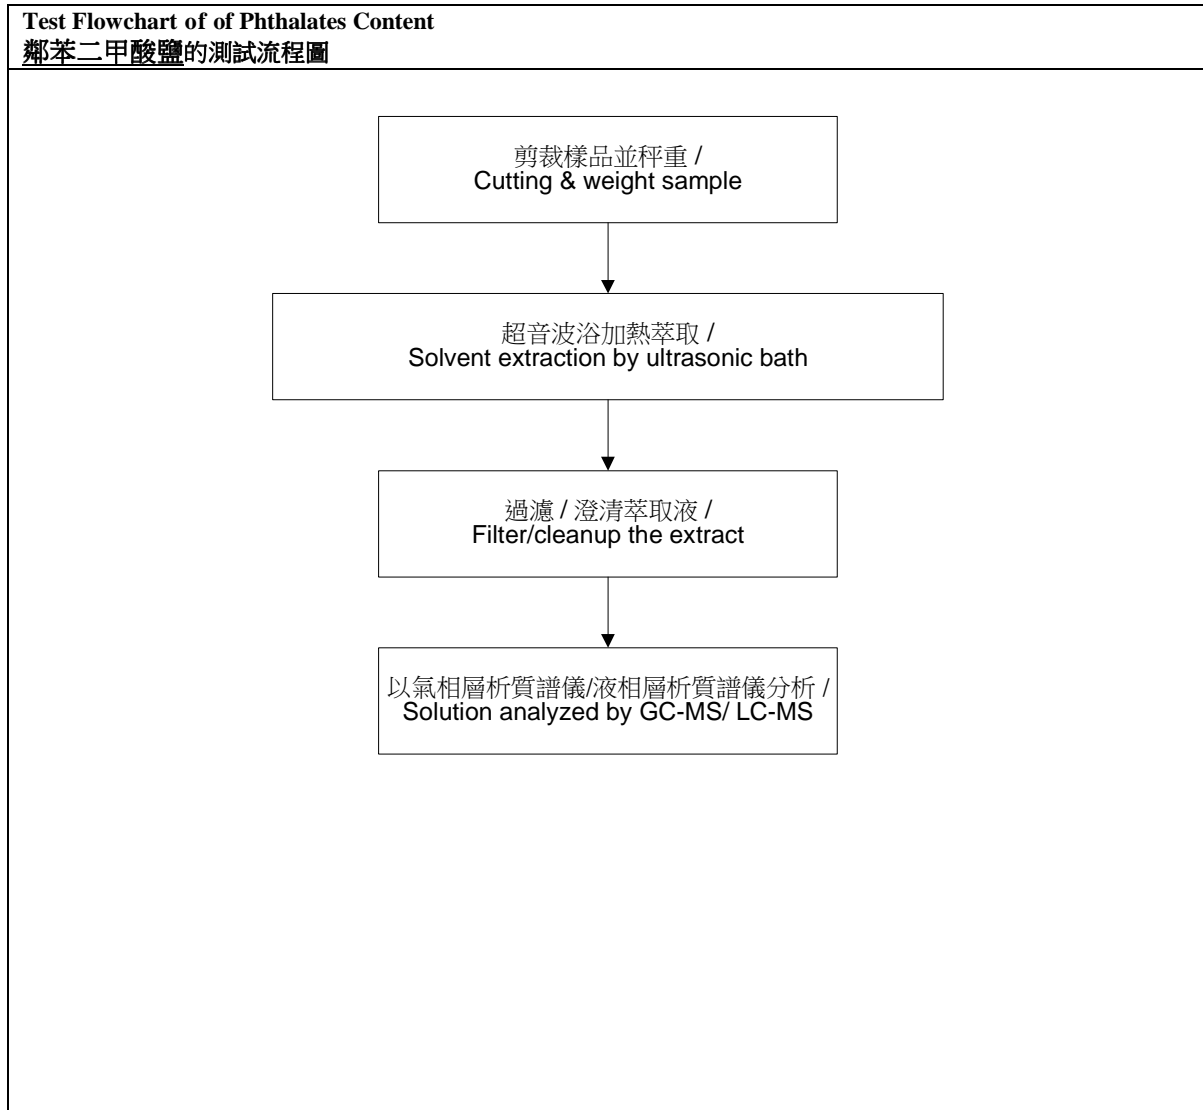 Test Flowchart of of Phthalates Content
鄰苯二甲酸鹽的測試流程圖
剪裁樣品並秤重 /
Cutting & weight sample
超音波浴加熱萃取 /
Solvent extraction by ultrasonic bath
過濾 / 澄清萃取液 /
Filter/cleanup the extract
以氣相層析質譜儀/液相層析質譜儀分析 /
Solution analyzed by GC-MS/ LC-MS